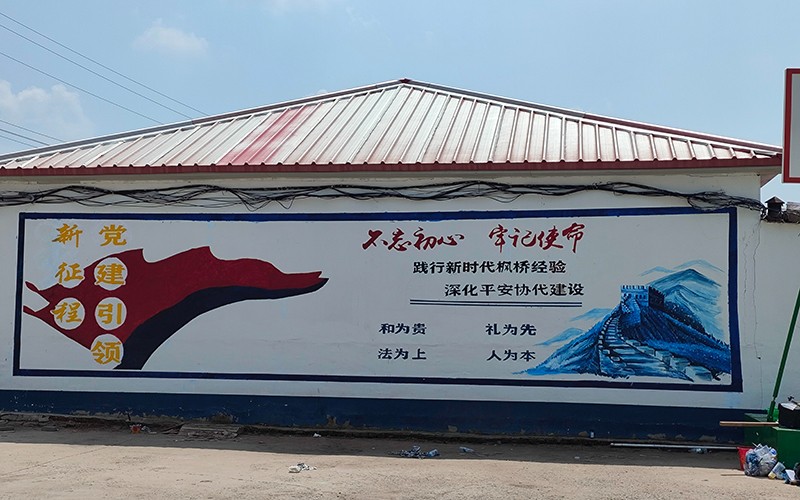 党建引领
新征程
不忘初心 牢记使命
践行新时代枫桥经验
深化平安协代建设
和为贵 礼为先
法为上 人为本